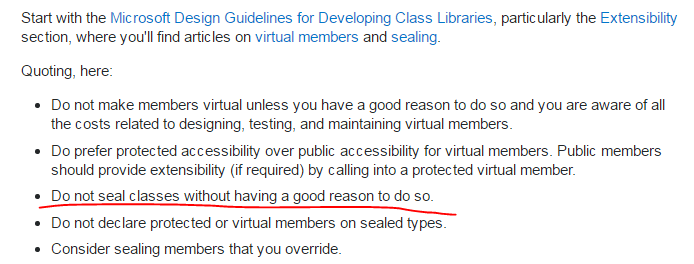 Start with the Microsoft Design Guidelines for Developing Class Libraries, particularly the Extensibility
section, where you'll find articles on virtual members and sealing.
Quoting, here:
• Do not make members virtual unless you have a good reason to do so and you are aware of all
the costs related to designing, testing, and maintaining virtual members.
• Do prefer protected accessibility over public accessibility for virtual members. Public members
should provide extensibility (if required) by calling into a protected virtual member.
• Do not seal classes without having a good reason to do so.
• Do not declare protected or virtual members on sealed types.
• Consider sealing members that you override.